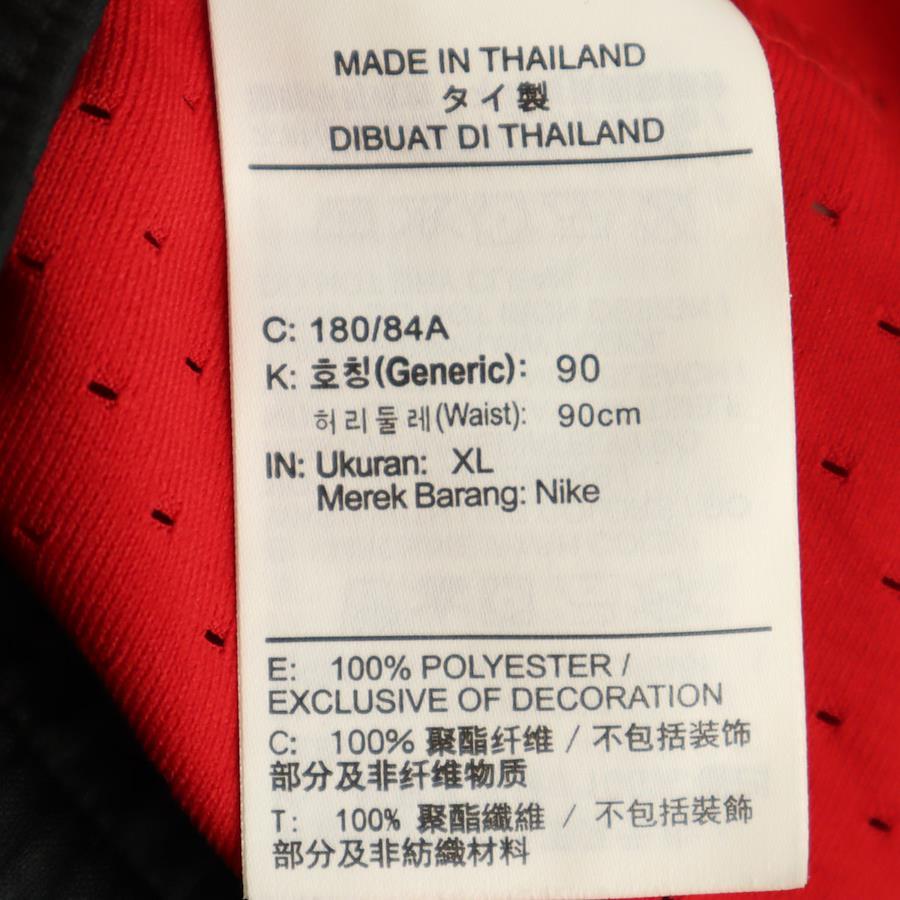 MADE IN THAILAND
タイ製
DIBUAT DI THAILAND
C: 180/84A
K: 호칭(Generic): 90
허리둘레(Waist): 90cm
IN: Ukuran: XL
Merek Barang: Nike
E: 100% POLYESTER /
EXCLUSIVE OF DECORATION
C: 100% 聚酯纤维 / 不包括装饰
部分及非纤维物质
T: 100% 聚酯纖維 / 不包括裝飾
部分及非紡織材料